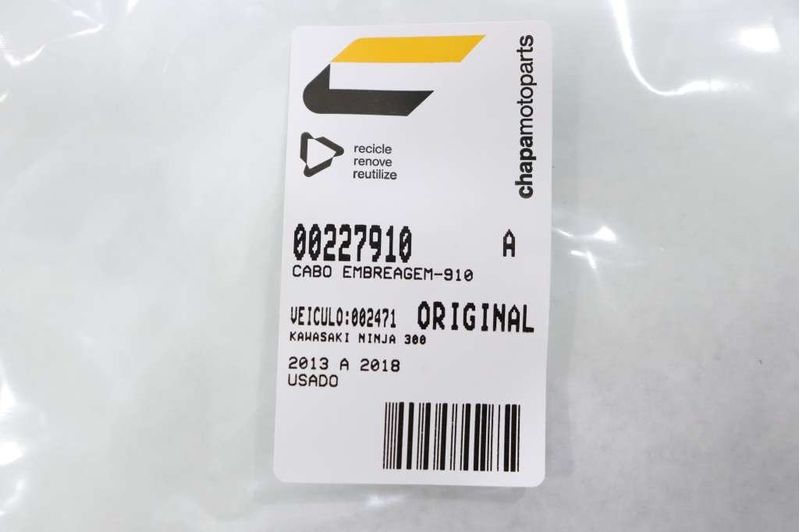 chapamotoparts
recicle
renove
reutilize
00227910 A
CABO EMBREAGEM-910
VEICULO:002471 ORIGINAL
KAWASAKI NINJA 300
2013 A 2018
USADO